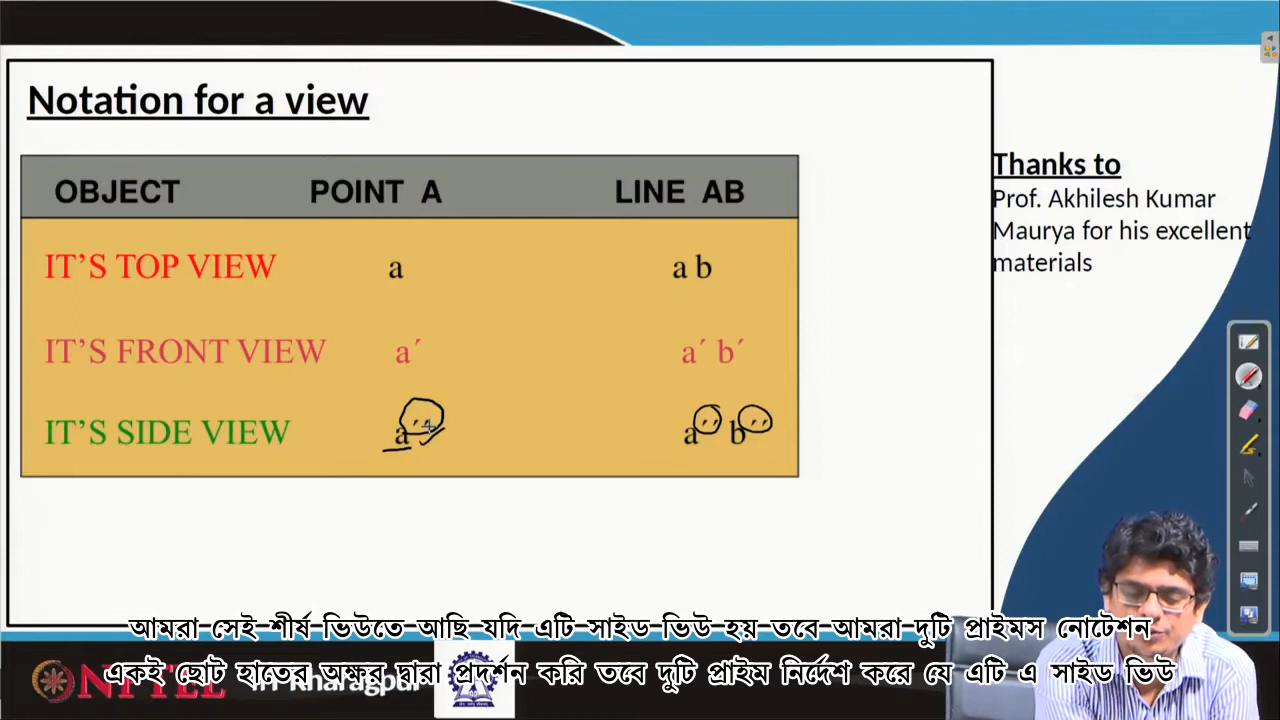 Notation for a view
OBJECT POINT A LINE AB
IT'S TOP VIEW a a b
IT'S FRONT VIEW a´ a´ b´
IT'S SIDE VIEW a´´ a´´ b´´
Thanks to
Prof. Akhilesh Kumar
Maurya for his excellent
materials
আমরা সেই শীর্ষ ভিউতে আছি যদি এটি সাইড ভিউ হয় তবে আমরা দুটি প্রাইমস নোটেশন
একই ছোট হাতের অক্ষর দ্বারা প্রদর্শন করি তবে দুটি প্রাইম নির্দেশ করে যে এটি এ সাইড ভিউ
NPTEL IIT Kharagpur